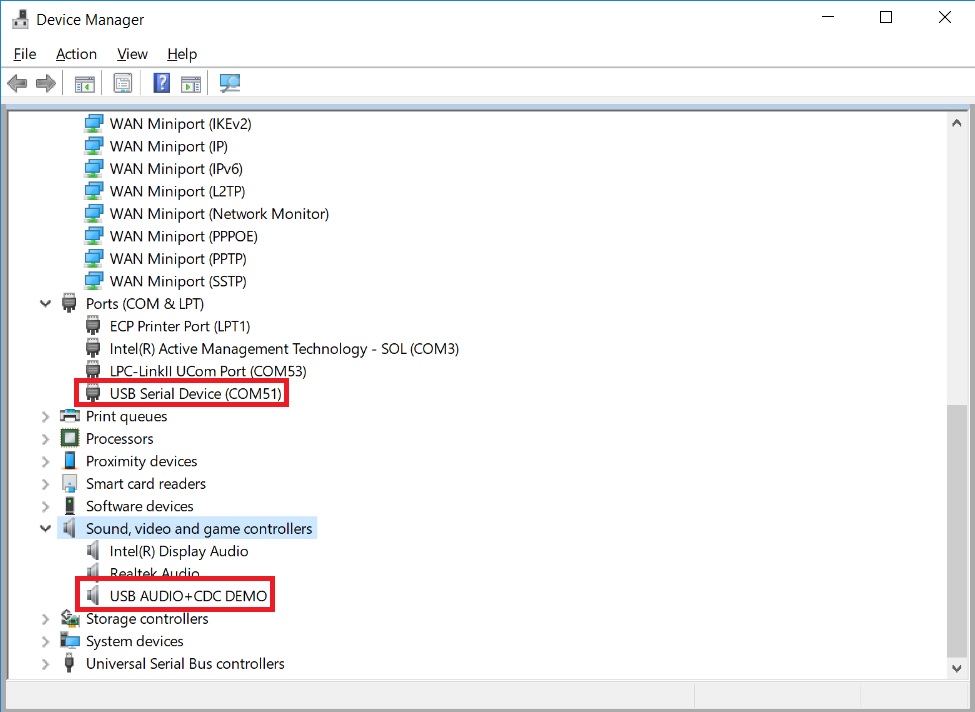 Device Manager
File Action View Help
WAN Miniport (IKEv2)
WAN Miniport (IP)
WAN Miniport (IPv6)
WAN Miniport (L2TP)
WAN Miniport (Network Monitor)
WAN Miniport (PPPOE)
WAN Miniport (PPTP)
WAN Miniport (SSTP)
Ports (COM & LPT)
ECP Printer Port (LPT1)
Intel(R) Active Management Technology - SOL (COM3)
LPC-LinkII UCom Port (COM53)
USB Serial Device (COM51)
Print queues
Processors
Proximity devices
Smart card readers
Software devices
Sound, video and game controllers
Intel(R) Display Audio
Realtek Audio
USB AUDIO+CDC DEMO
Storage controllers
System devices
Universal Serial Bus controllers